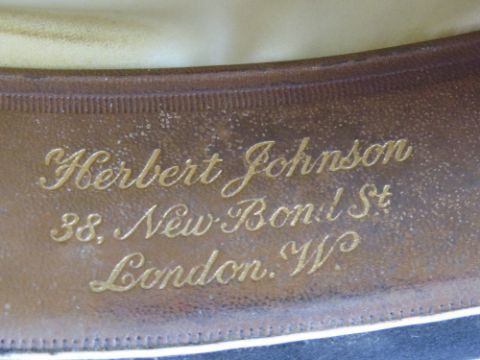 Herbert Johnson
38, New Bond St.
London. W.